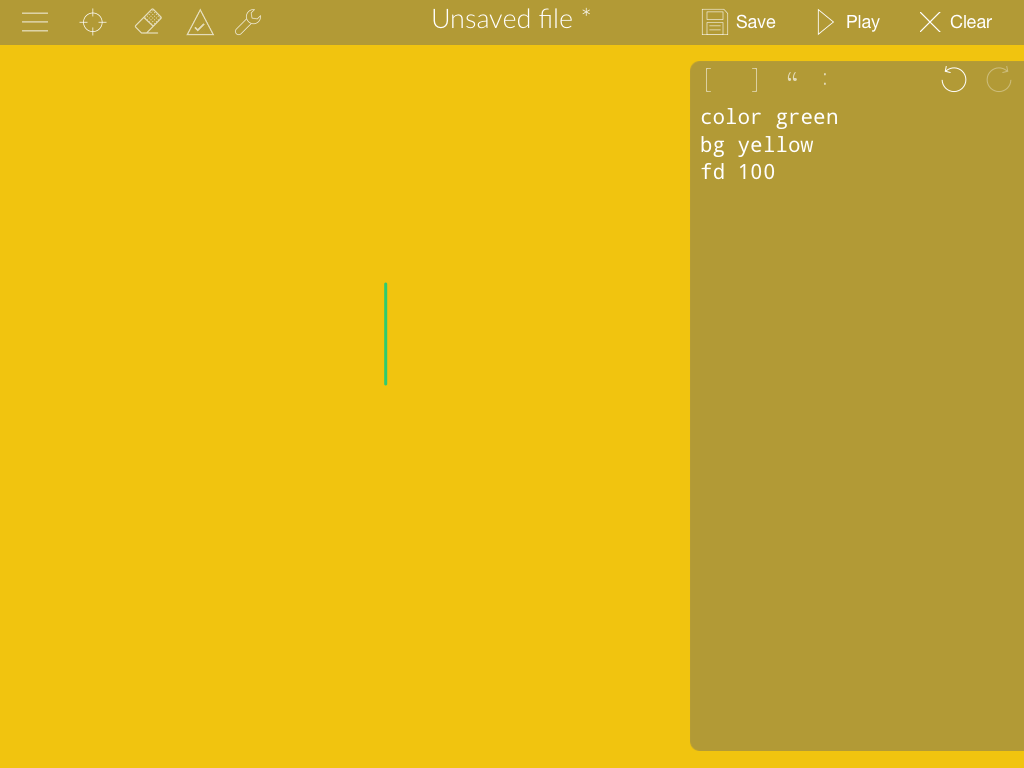 Unsaved file *
Save
Play
Clear
[ ] “ :
color green
bg yellow
fd 100